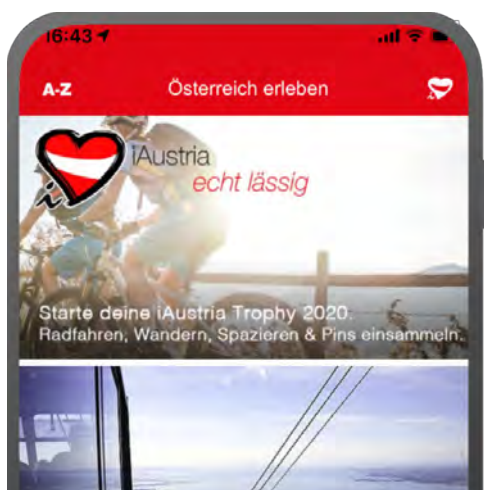 16:43
A-Z
Österreich erleben
i
iAustria
echt lässig
Starte deine iAustria Trophy 2020.
Radfahren, Wandern, Spazieren & Pins einsammeln.